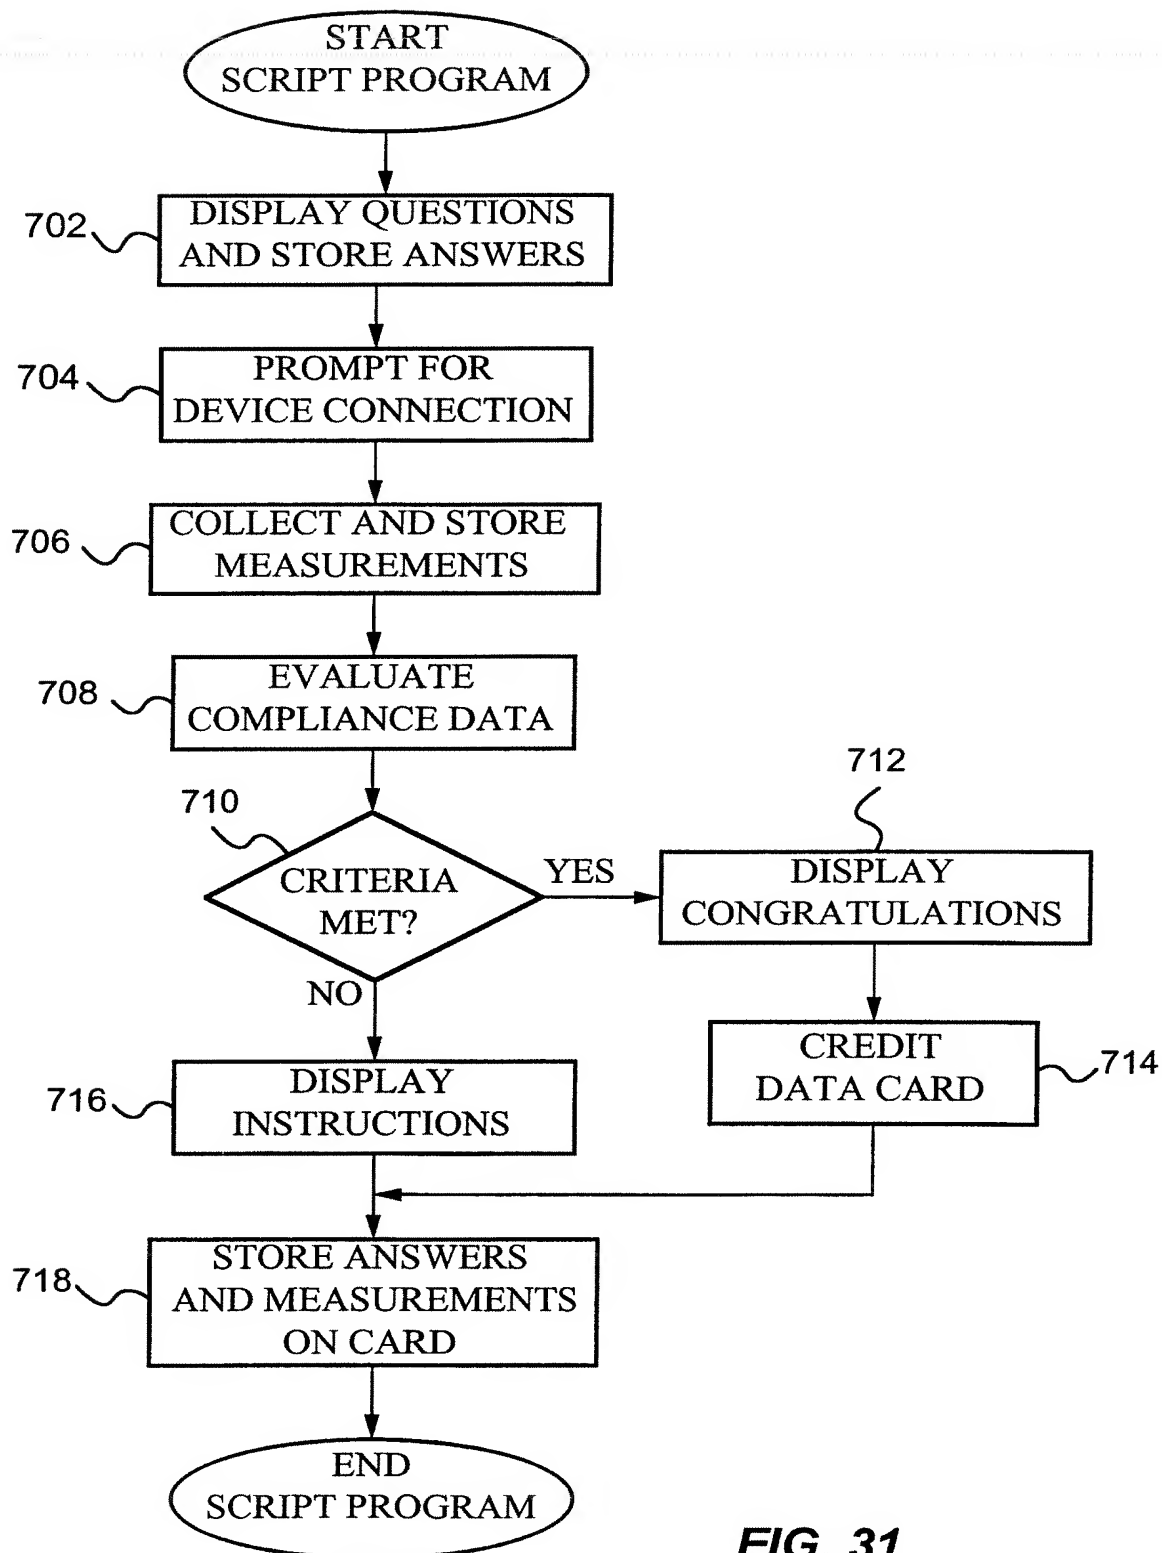 START
SCRIPT PROGRAM
702
DISPLAY QUESTIONS
AND STORE ANSWERS
704
PROMPT FOR
DEVICE CONNECTION
706
COLLECT AND STORE
MEASUREMENTS
708
EVALUATE
COMPLIANCE DATA
710
CRITERIA
MET?
YES
712
DISPLAY
CONGRATULATIONS
NO
CREDIT
DATA CARD
714
716
DISPLAY
INSTRUCTIONS
718
STORE ANSWERS
AND MEASUREMENTS
ON CARD
END
SCRIPT PROGRAM
FIG. 31